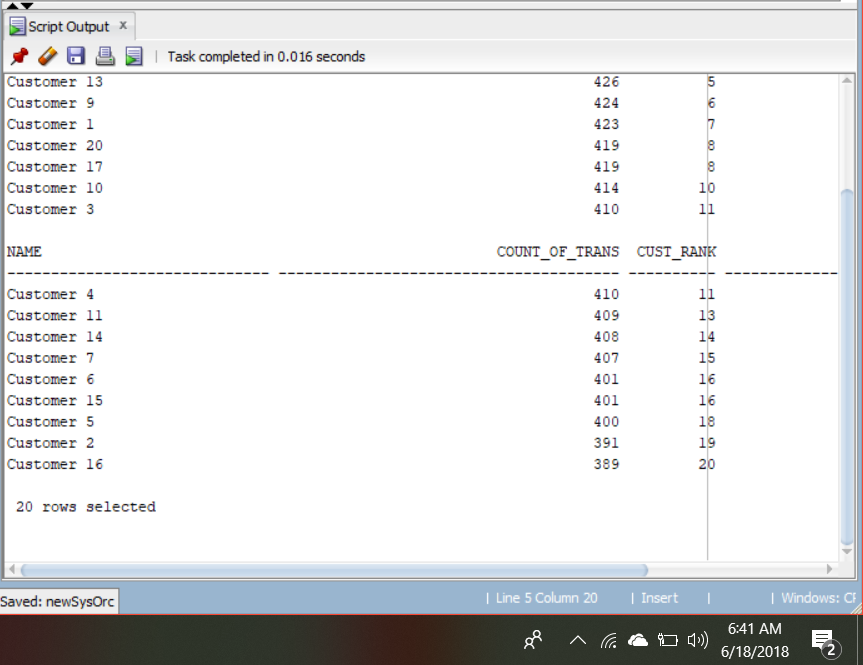 Script Output x
Task completed in 0.016 seconds
Customer 13 426 5
Customer 9 424 6
Customer 1 423 7
Customer 20 419 8
Customer 17 419 8
Customer 10 414 10
Customer 3 410 11
NAME COUNT_OF_TRANS CUST_RANK
------------------------------ --------------------------------------- ---------- -------------
Customer 4 410 11
Customer 11 409 13
Customer 14 408 14
Customer 7 407 15
Customer 6 401 16
Customer 15 401 16
Customer 5 400 18
Customer 2 391 19
Customer 16 389 20
20 rows selected
Saved: newSysOrc | Line 5 Column 20 | Insert | | Windows: CF
6:41 AM
6/18/2018
2